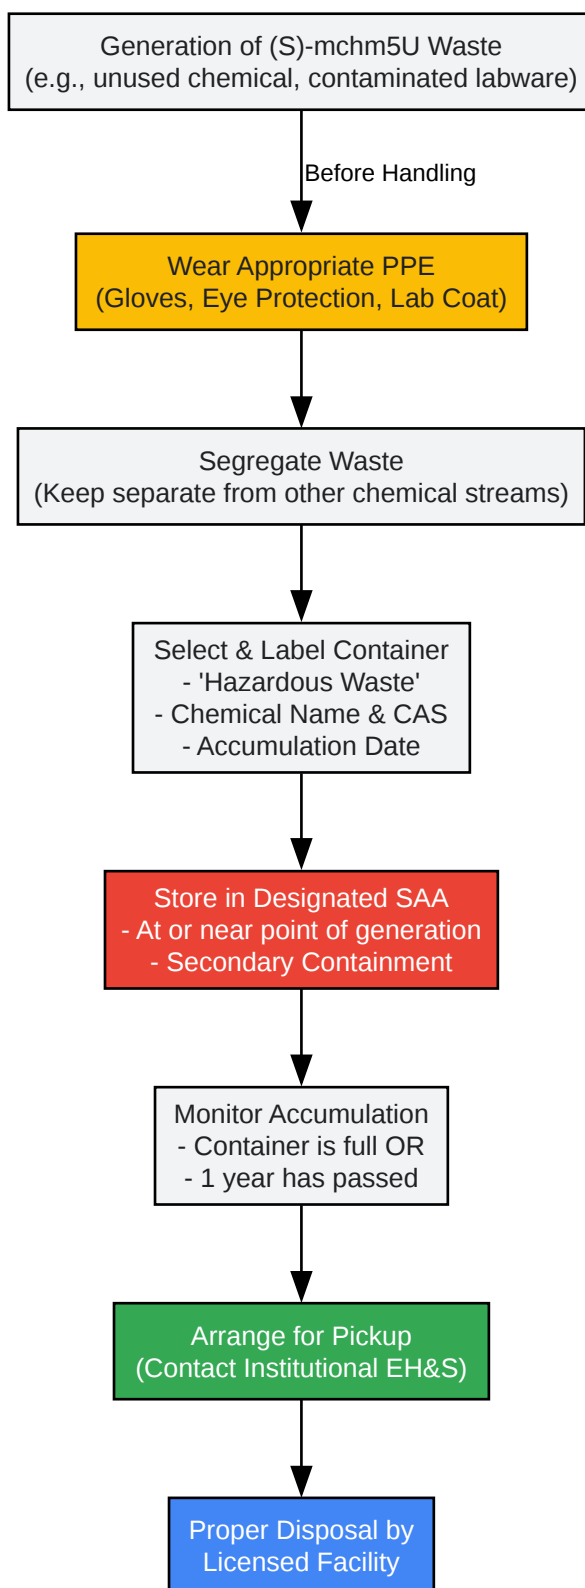 Generation of (S)-mchm5U Waste
(e.g., unused chemical, contaminated labware)
Before Handling
Wear Appropriate PPE
(Gloves, Eye Protection, Lab Coat)
Segregate Waste
(Keep separate from other chemical streams)
Select & Label Container
- 'Hazardous Waste'
- Chemical Name & CAS
- Accumulation Date
Store in Designated SAA
- At or near point of generation
- Secondary Containment
Monitor Accumulation
- Container is full OR
- 1 year has passed
Arrange for Pickup
(Contact Institutional EH&S)
Proper Disposal by
Licensed Facility